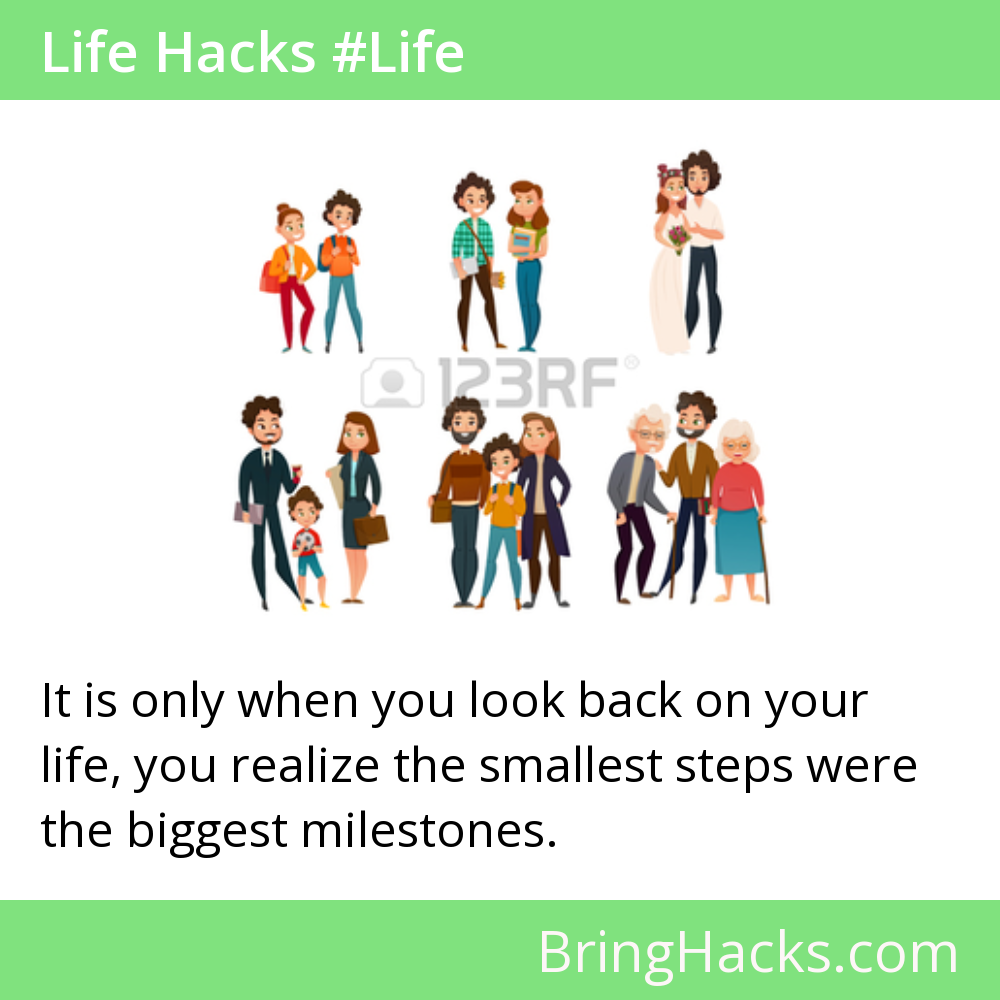 Life Hacks #Life
123RF®
It is only when you look back on your
life, you realize the smallest steps were
the biggest milestones.
BringHacks.com